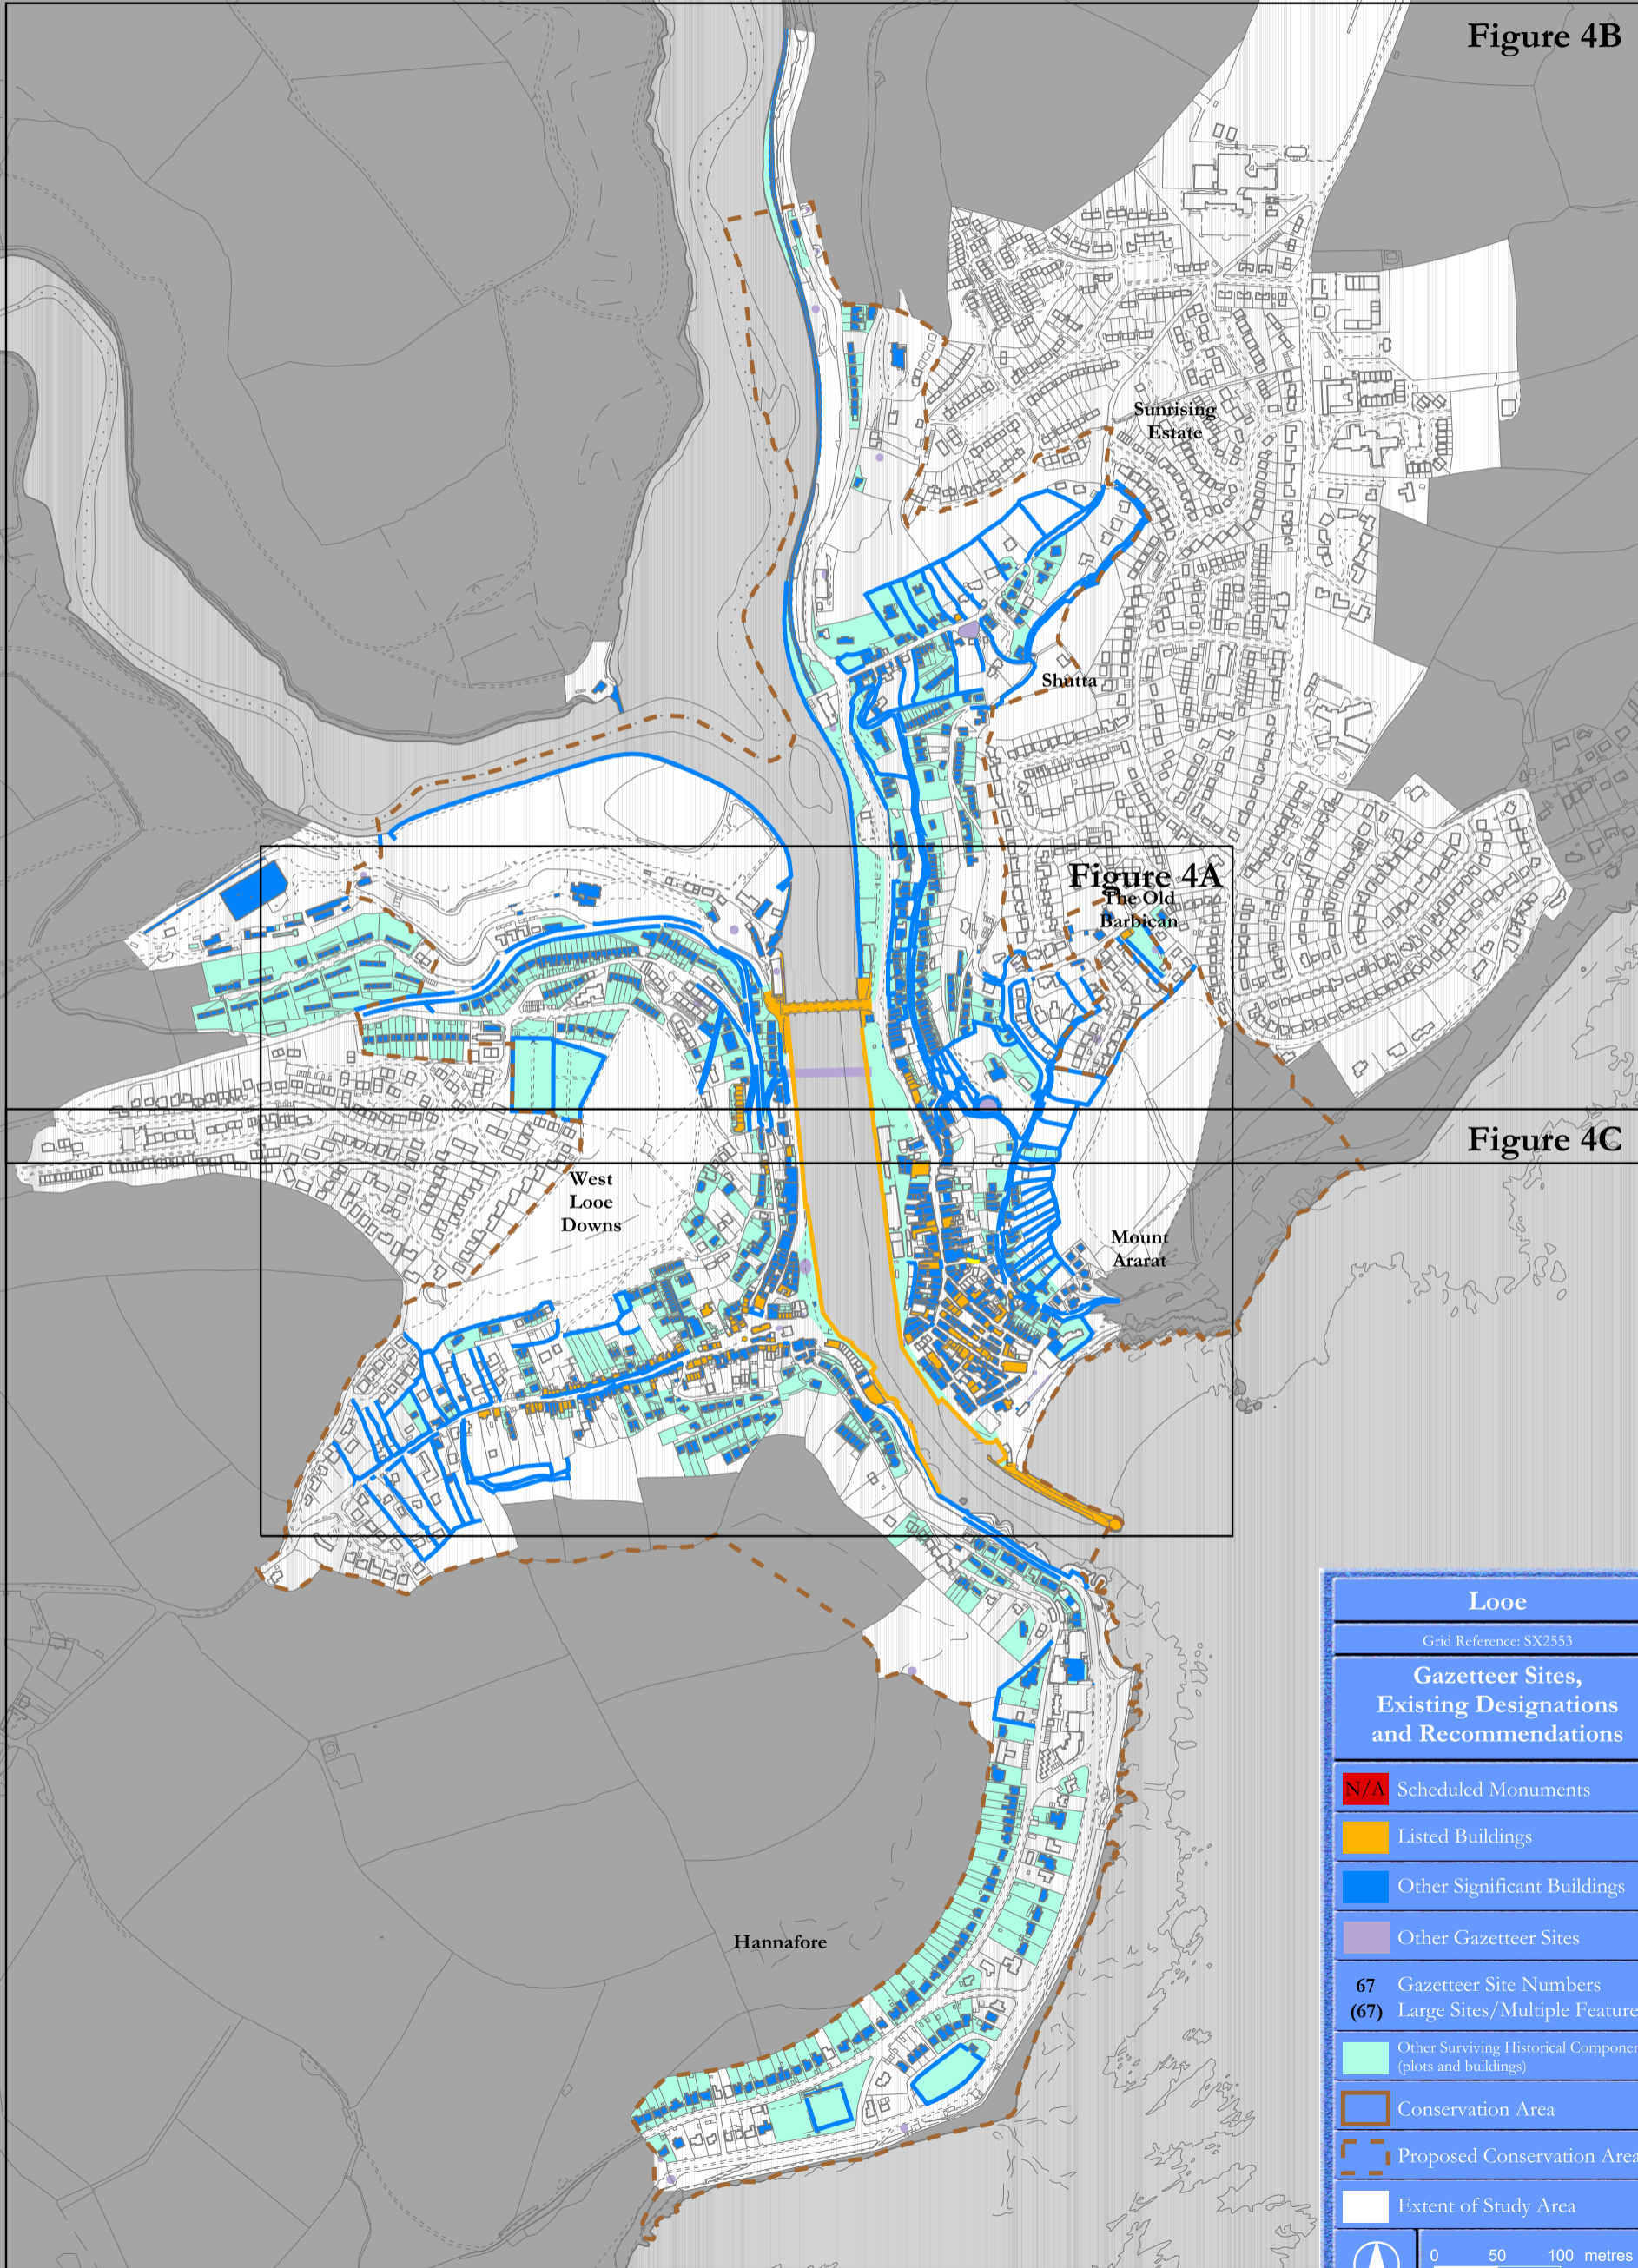 Figure 4B
Sunrising
Estate
Shutta
Figure 4A
The Old
Barbican
Figure 4C
West
Looe
Downs
Mount
Ararat
Hannafore
Looe
Grid Reference: SX2553
Gazetteer Sites,
Existing Designations
and Recommendations
N/A Scheduled Monuments
Listed Buildings
Other Significant Buildings
Other Gazetteer Sites
67 Gazetteer Site Numbers
(67) Large Sites/Multiple Feature
Other Surviving Historical Componen
(plots and buildings)
Conservation Area
Proposed Conservation Area
Extent of Study Area
0 50 100 metres